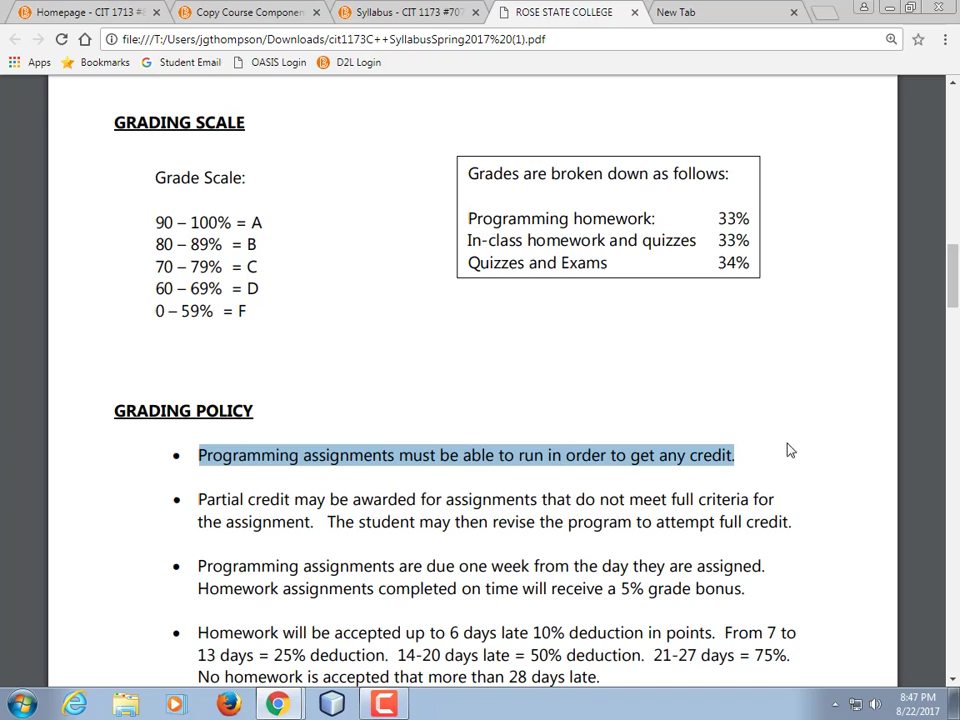 Homepage - CIT 1713 #8
Copy Course Componen
Syllabus - CIT 1173 #707
ROSE STATE COLLEGE
New Tab
file:///T:/Users/jgthompson/Downloads/cit1173C++SyllabusSpring2017%20(1).pdf
Apps
Bookmarks
Student Email
OASIS Login
D2L Login
GRADING SCALE
Grade Scale:
90 – 100% = A
80 – 89% = B
70 – 79% = C
60 – 69% = D
0 – 59% = F
Grades are broken down as follows:
Programming homework: 33%
In-class homework and quizzes 33%
Quizzes and Exams 34%
GRADING POLICY
• Programming assignments must be able to run in order to get any credit.
• Partial credit may be awarded for assignments that do not meet full criteria for
the assignment. The student may then revise the program to attempt full credit.
• Programming assignments are due one week from the day they are assigned.
Homework assignments completed on time will receive a 5% grade bonus.
• Homework will be accepted up to 6 days late 10% deduction in points. From 7 to
13 days = 25% deduction. 14-20 days late = 50% deduction. 21-27 days = 75%.
No homework is accepted that more than 28 days late.
8:47 PM
8/22/2017